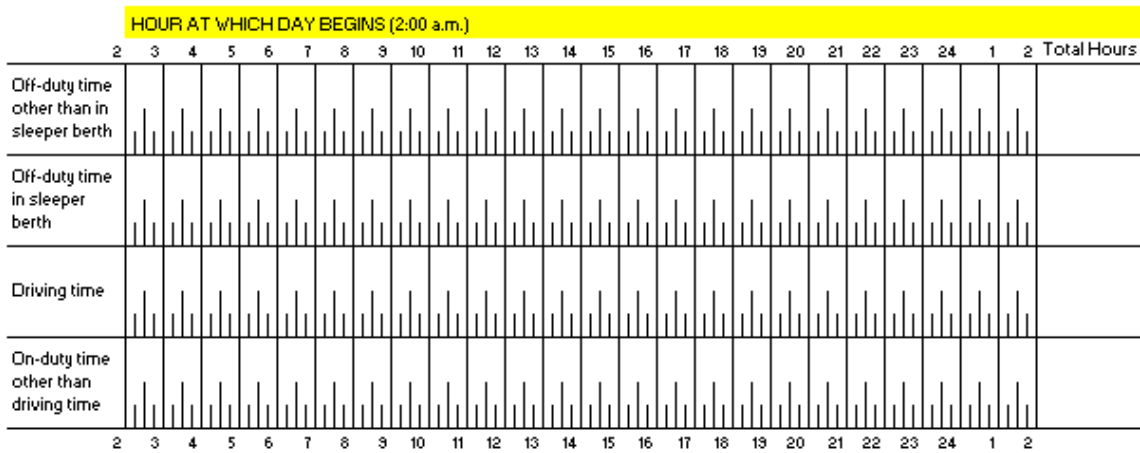 HOUR AT WHICH DAY BEGINS (2:00 a.m.)
2 3 4 5 6 7 8 9 10 11 12 13 14 15 16 17 18 19 20 21 22 23 24 1 2 Total Hours
Off-duty time
other than in
sleeper berth
Off-duty time
in sleeper
berth
Driving time
On-duty time
other than
driving time
2 3 4 5 6 7 8 9 10 11 12 13 14 15 16 17 18 19 20 21 22 23 24 1 2